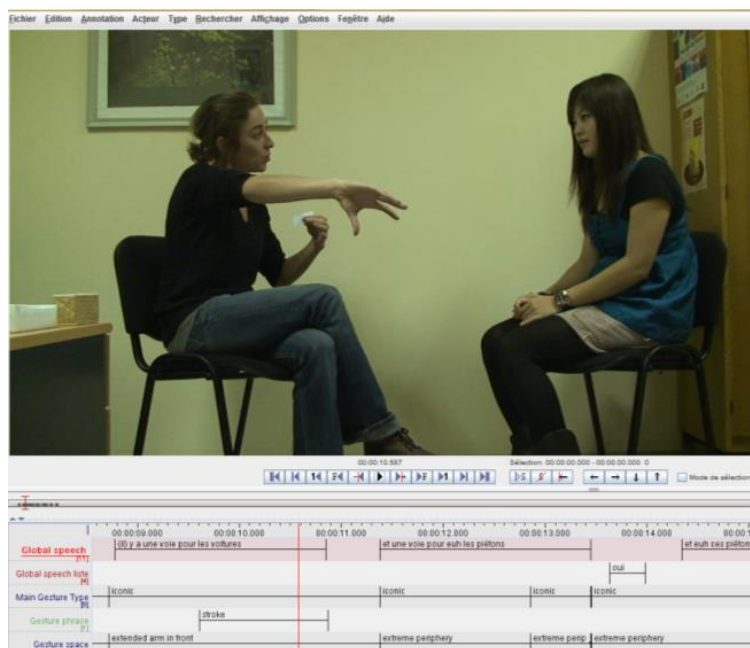 Fichier Edition Annotation Acteur Type Rechercher Affichage Options Fenêtre Aide
00:00:10.587
Sélection: 00:00:00.000 - 00:00:00.000 0
Mode de sélection
00:00:09.000 00:00:10.000 00:00:11.000 00:00:12.000 00:00:13.000 00:00:14.000
Global speech
(il) y a une voie pour les voitures
et une voie pour euh les piétons
et euh ces piéton
Global speech liste
oui
Main Gesture Type
iconic
iconic
iconic
iconic
Gesture phrase
stroke
Gesture space
extended arm in front
extreme periphery
extreme perip
extreme periphery